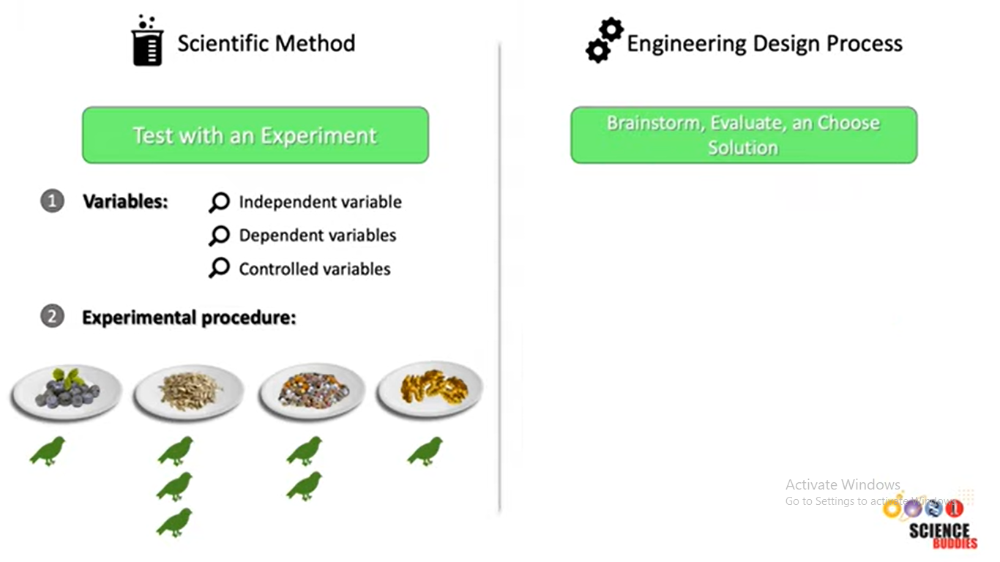 Scientific Method
Test with an Experiment
1 Variables:
Independent variable
Dependent variables
Controlled variables
2 Experimental procedure:
Engineering Design Process
Brainstorm, Evaluate, an Choose
Solution
Activate Windows
Go to Settings to activate Windows.
SCIENCE
BUDDIES